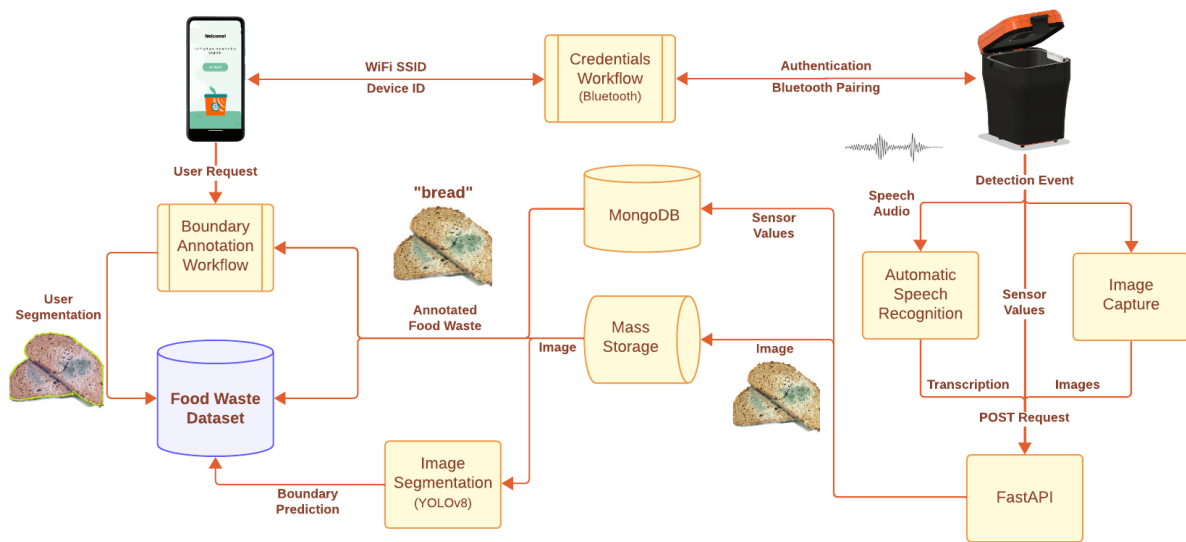 Welcome!
WiFi SSID
Device ID
Credentials
Workflow
(Bluetooth)
Authentication
Bluetooth Pairing
User Request
Detection Event
Speech
Audio
"bread"
MongoDB
Sensor
Values
Boundary
Annotation
Workflow
Automatic
Speech
Recognition
Sensor
Values
Image
Capture
User
Segmentation
Annotated
Food Waste
Image
Mass
Storage
Image
Food Waste
Dataset
Transcription
Images
POST Request
Image
Segmentation
(YOLOv8)
Boundary
Prediction
FastAPI